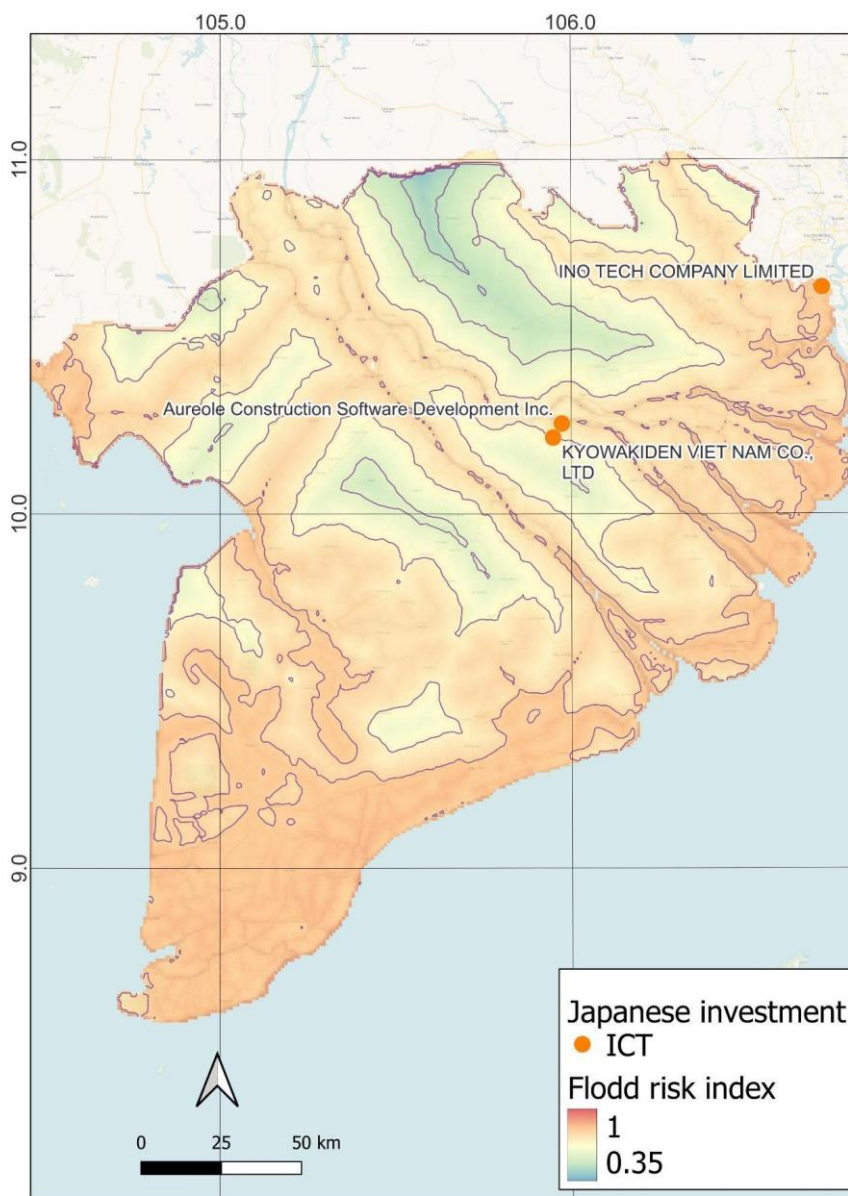 105.0
106.0
11.0
INO TECH COMPANY LIMITED
Aureole Construction Software Development Inc.
KYOWAKIDEN VIET NAM CO.,
LTD
10.0
9.0
Japanese investment
ICT
Flodd risk index
1
0.35
0
25
50 km